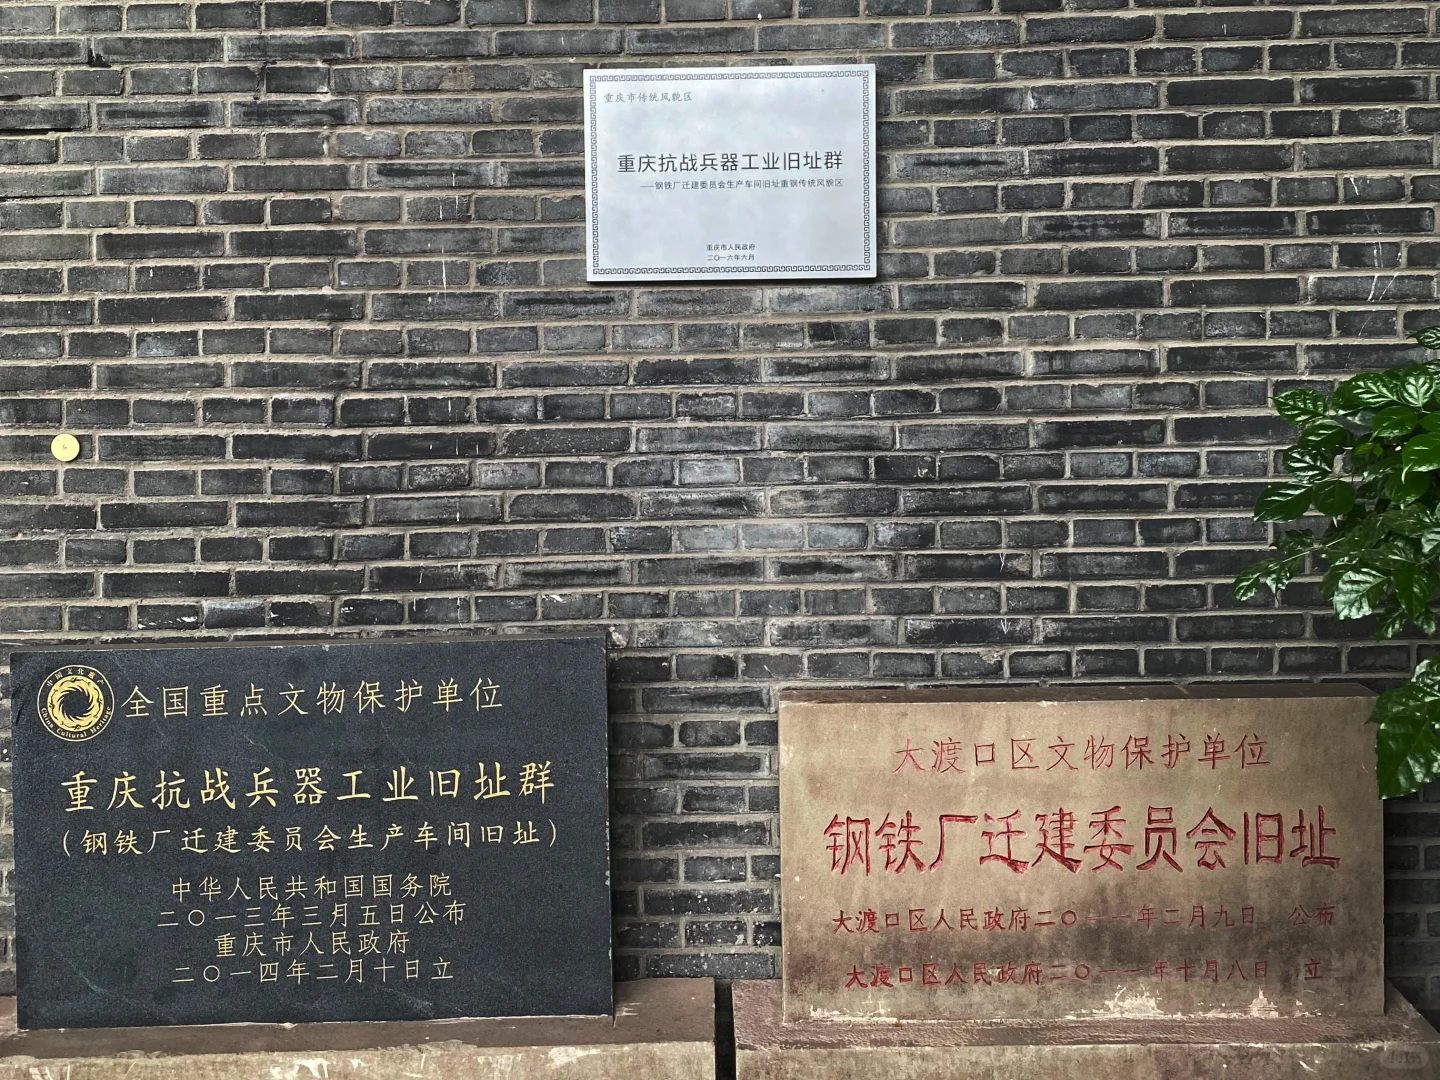 重庆市传统风貌区
重庆抗战兵器工业旧址群
——钢铁厂迁建委员会生产车间旧址重钢传统风貌区
重庆市人民政府
二〇一六年六月
中国文化遗产
China Cultural Heritage
全国重点文物保护单位
重庆抗战兵器工业旧址群
（钢铁厂迁建委员会生产车间旧址）
中华人民共和国国务院
二〇一三年三月五日公布
重庆市人民政府
二〇一四年二月十日立
大渡口区文物保护单位
钢铁厂迁建委员会旧址
大渡口区人民政府二〇一一年二月九日 公布
大渡口区人民政府二〇一一年十月八日 立